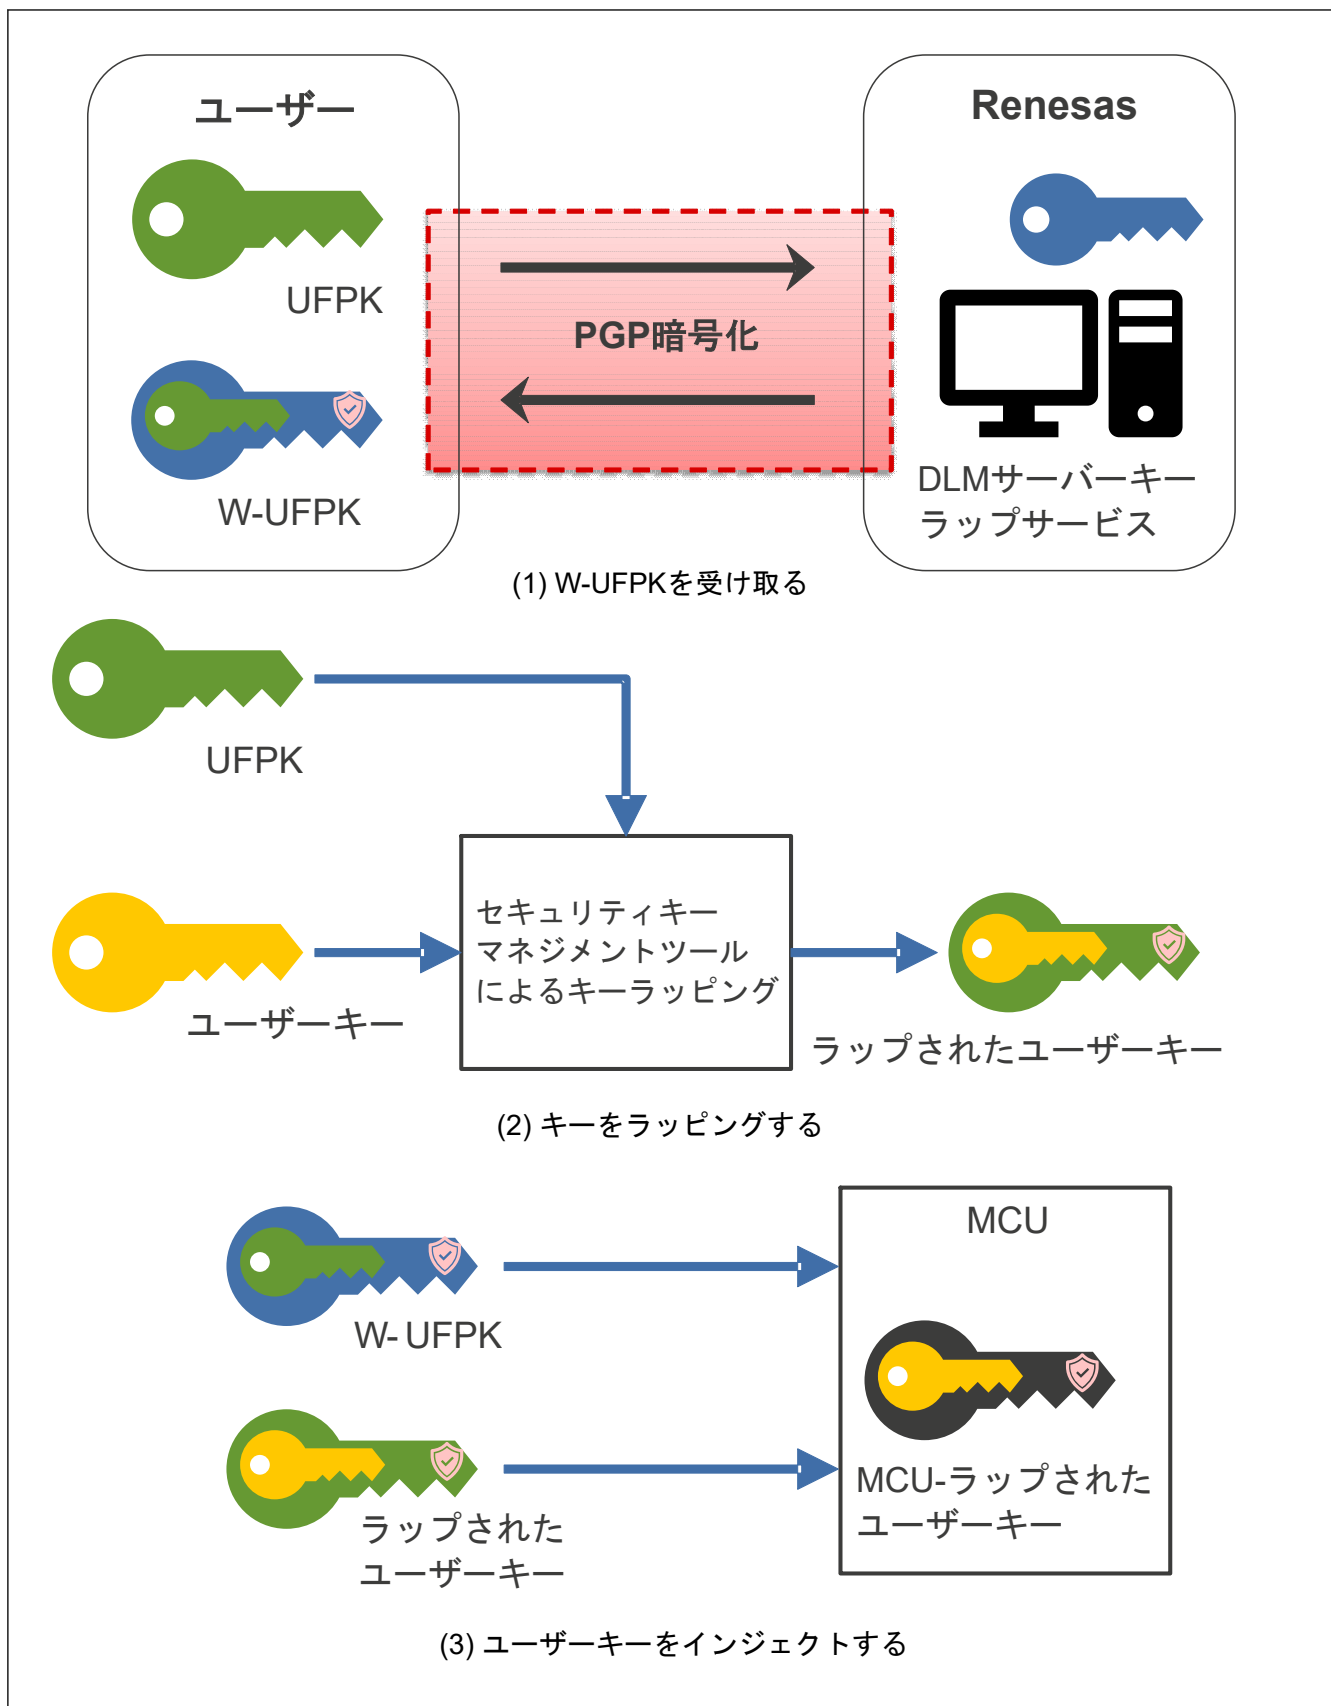 ユーザー
Renesas
UFPK
PGP暗号化
W-UFPK
DLMサーバーキー
ラップサービス
(1) W-UFPKを受け取る
UFPK
セキュリティキー
マネジメントツール
によるキーラッピング
ユーザーキー
ラップされたユーザーキー
(2) キーをラッピングする
MCU
W- UFPK
MCU-ラップされた
ユーザーキー
ラップされた
ユーザーキー
(3) ユーザーキーをインジェクトする